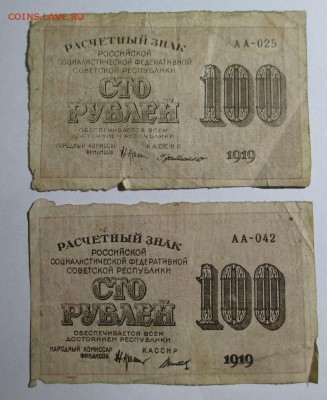 COINS.LAVE.RU
РАСЧЕТНЫЙ ЗНАК
РОССИЙСКОЙ
СОЦИАЛИСТИЧЕСКОЙ ФЕДЕРАТИВНОЙ
СОВЕТСКОЙ РЕСПУБЛИКИ
АА-025
СТО
РУБЛЕЙ
100
ОБЕСПЕЧИВАЕТСЯ ВСЕМ
ДОСТОЯНИЕМ РЕСПУБЛИКИ
НАРОДНЫЙ КОМИССАР
ФИНАНСОВ
КАССИР
1919
РАСЧЕТНЫЙ ЗНАК
РОССИЙСКОЙ
СОЦИАЛИСТИЧЕСКОЙ ФЕДЕРАТИВНОЙ
СОВЕТСКОЙ РЕСПУБЛИКИ
АА-042
СТО
РУБЛЕЙ
100
ОБЕСПЕЧИВАЕТСЯ ВСЕМ
ДОСТОЯНИЕМ РЕСПУБЛИКИ
НАРОДНЫЙ КОМИССАР
ФИНАНСОВ
КАССИР
1919